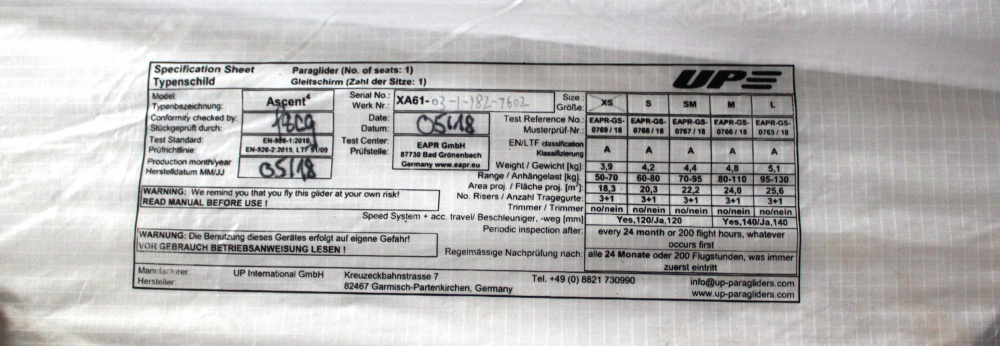 Specification Sheet Paraglider (No. of seats: 1)
Typenschild Gleitschirm (Zahl der Sitze: 1)
UP
Model: Ascent⁴ Serial No.: XA61-03-1-182-7602 Size: XS S SM M L
Typenbezeichnung: Werk Nr.: Größe:
Conformity checked by: Date: 05/18 Test Reference No.: EAPR-GS- EAPR-GS- EAPR-GS- EAPR-GS- EAPR-GS-
Stückgeprüft durch: Datum: Musterprüf-Nr.: 0769 / 18 0768 / 18 0767 / 18 0766 / 18 0765 / 18
Test Standard: EN-926-1:2016, Test Center: EAPR GmbH EN/LTF classification A A A A A
Prüfrichtlinie: EN-926-2:2015, LTF 91/09 Prüfstelle: 87730 Bad Grönenbach Klassifizierung
Germany www.eapr.eu
Production month/year 05/18 Weight / Gewicht [kg]: 3,9 4,2 4,4 4,8 5,1
Herstelldatum MM/JJ Range / Anhängelast [kg]: 50-70 60-80 70-95 80-110 95-130
Area proj. / Fläche proj. [m²]: 18,3 20,3 22,2 24,0 25,6
WARNING: We remind you that you fly this glider at your own risk! No. Risers / Anzahl Tragegurte: 3+1 3+1 3+1 3+1 3+1
READ MANUAL BEFORE USE ! Trimmer / Trimmer no/nein no/nein no/nein no/nein no/nein
Speed System + acc. travel/ Beschleuniger, -weg [mm] Yes,120/Ja,120 Yes,140/Ja,140
WARNUNG: Die Benutzung dieses Gerätes erfolgt auf eigene Gefahr! Periodic inspection after: every 24 month or 200 flight hours, whatever
occurs first
VOR GEBRAUCH BETRIEBSANWEISUNG LESEN ! Regelmässige Nachprüfung nach: alle 24 Monate oder 200 Flugstunden, was immer
zuerst eintritt
Manufacturer: UP International GmbH Kreuzeckbahnstrasse 7 Tel. +49 (0) 8821 730990 info@up-paragliders.com
Hersteller: 82467 Garmisch-Partenkirchen, Germany www.up-paragliders.com